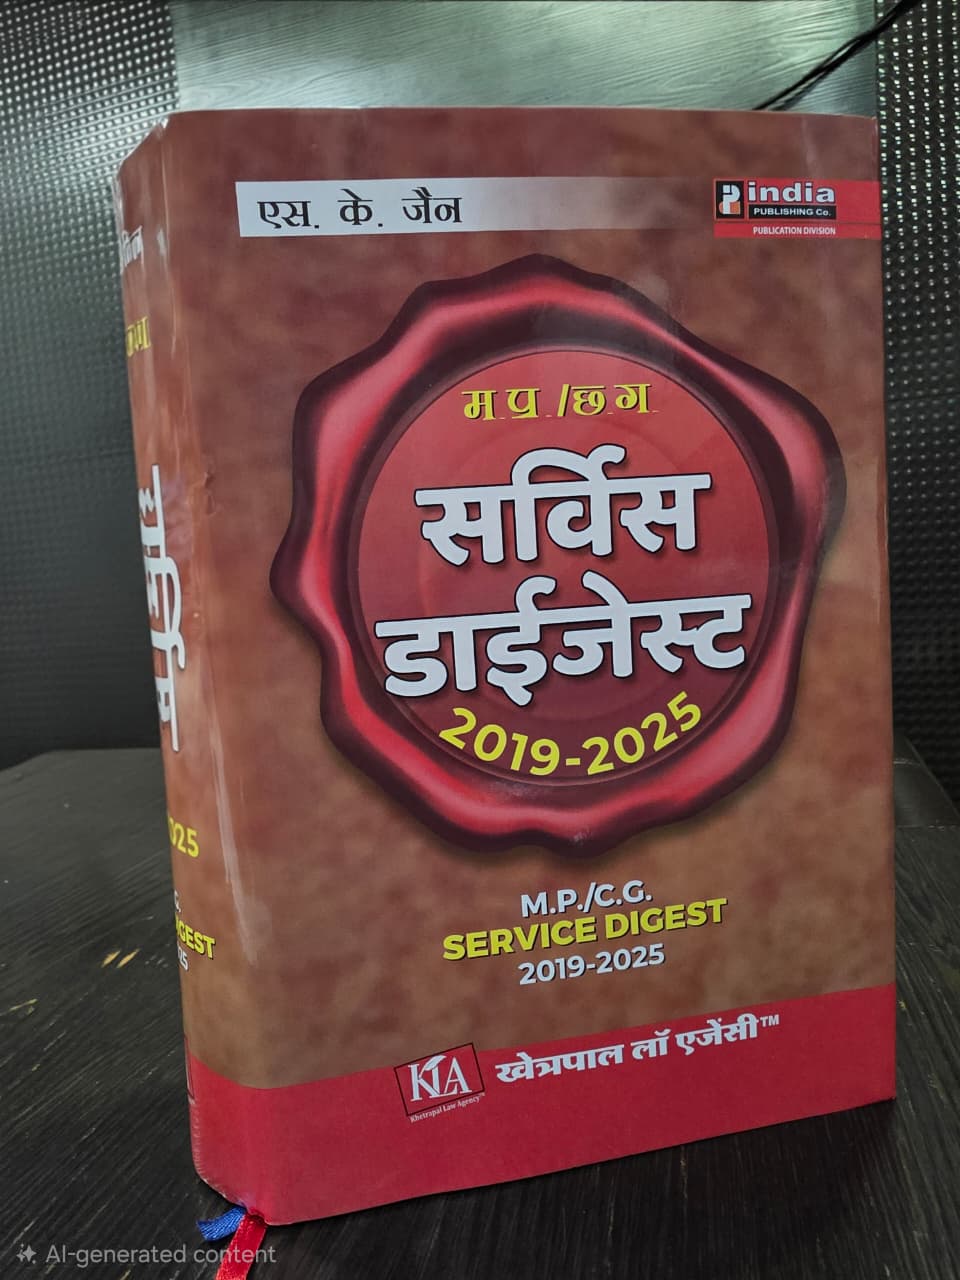 एस. के. जैन
india
PUBLISHING Co.
PUBLICATION DIVISION
म.प्र./छ.ग.
सर्विस
डाईजेस्ट
2019-2025
M.P./C.G.
SERVICE DIGEST
2019-2025
KLA
Khetrapal Law Agency™
खेत्रपाल लॉ एजेंसी™
AI-generated content